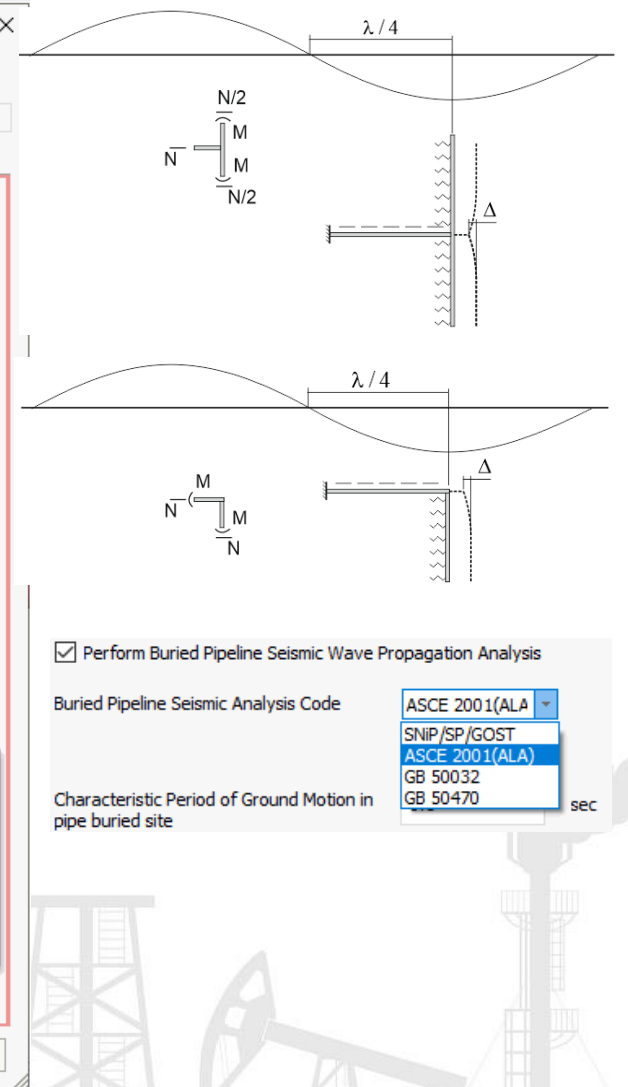 λ / 4
N/2
M
N
M
N/2
Δ
λ / 4
Δ
M
N
M
N
Perform Buried Pipeline Seismic Wave Propagation Analysis
Buried Pipeline Seismic Analysis Code
ASCE 2001(ALA
SNiP/SP/GOST
ASCE 2001(ALA)
GB 50032
GB 50470
Characteristic Period of Ground Motion in
pipe buried site
sec